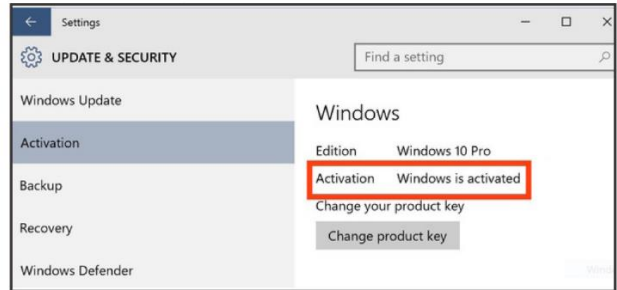 Settings
UPDATE & SECURITY
Find a setting
Windows Update
Activation
Backup
Recovery
Windows Defender
Windows
Edition Windows 10 Pro
Activation Windows is activated
Change your product key
Change product key